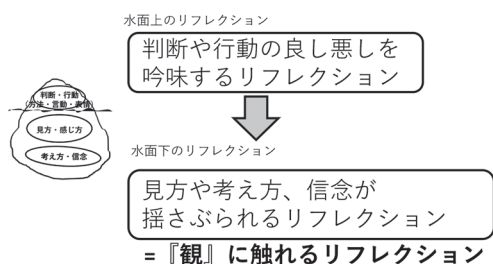 水面上のリフレクション
判断や行動の良し悪しを
吟味するリフレクション
判断・行動
方法・言動・表情
見方・感じ方
考え方・信念
水面下のリフレクション
見方や考え方、信念が
揺さぶられるリフレクション
=『観』に触れるリフレクション